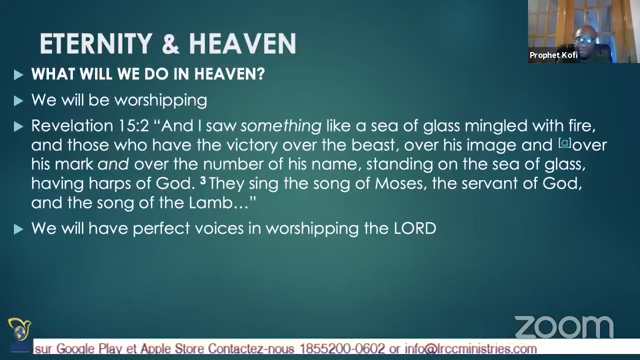 ETERNITY & HEAVEN
Prophet Kofi
WHAT WILL WE DO IN HEAVEN?
We will be worshipping
Revelation 15:2 “And I saw something like a sea of glass mingled with fire,
and those who have the victory over the beast, over his image and [a]over
his mark and over the number of his name, standing on the sea of glass,
having harps of God. 3 They sing the song of Moses, the servant of God,
and the song of the Lamb…”
We will have perfect voices in worshipping the LORD
zoom
sur Google Play et Apple Store Contactez-nous 1855200-0602 or info@lrccministries.com